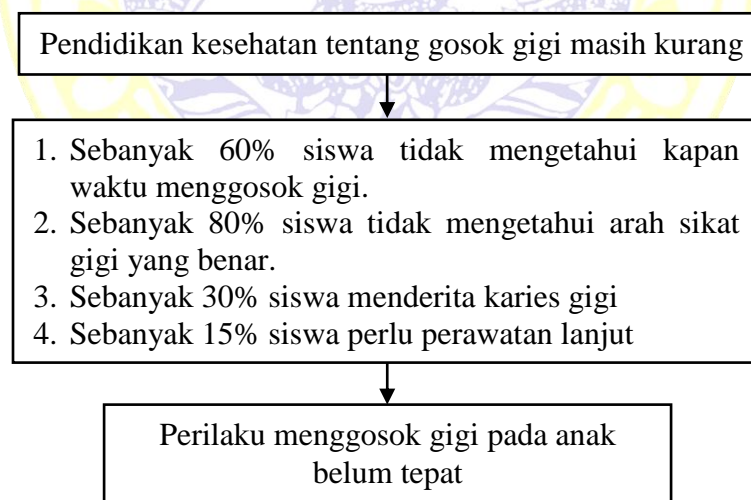 Pendidikan kesehatan tentang gosok gigi masih kurang
1. Sebanyak 60% siswa tidak mengetahui kapan
waktu menggosok gigi.
2. Sebanyak 80% siswa tidak mengetahui arah sikat
gigi yang benar.
3. Sebanyak 30% siswa menderita karies gigi
4. Sebanyak 15% siswa perlu perawatan lanjut
Perilaku menggosok gigi pada anak
belum tepat